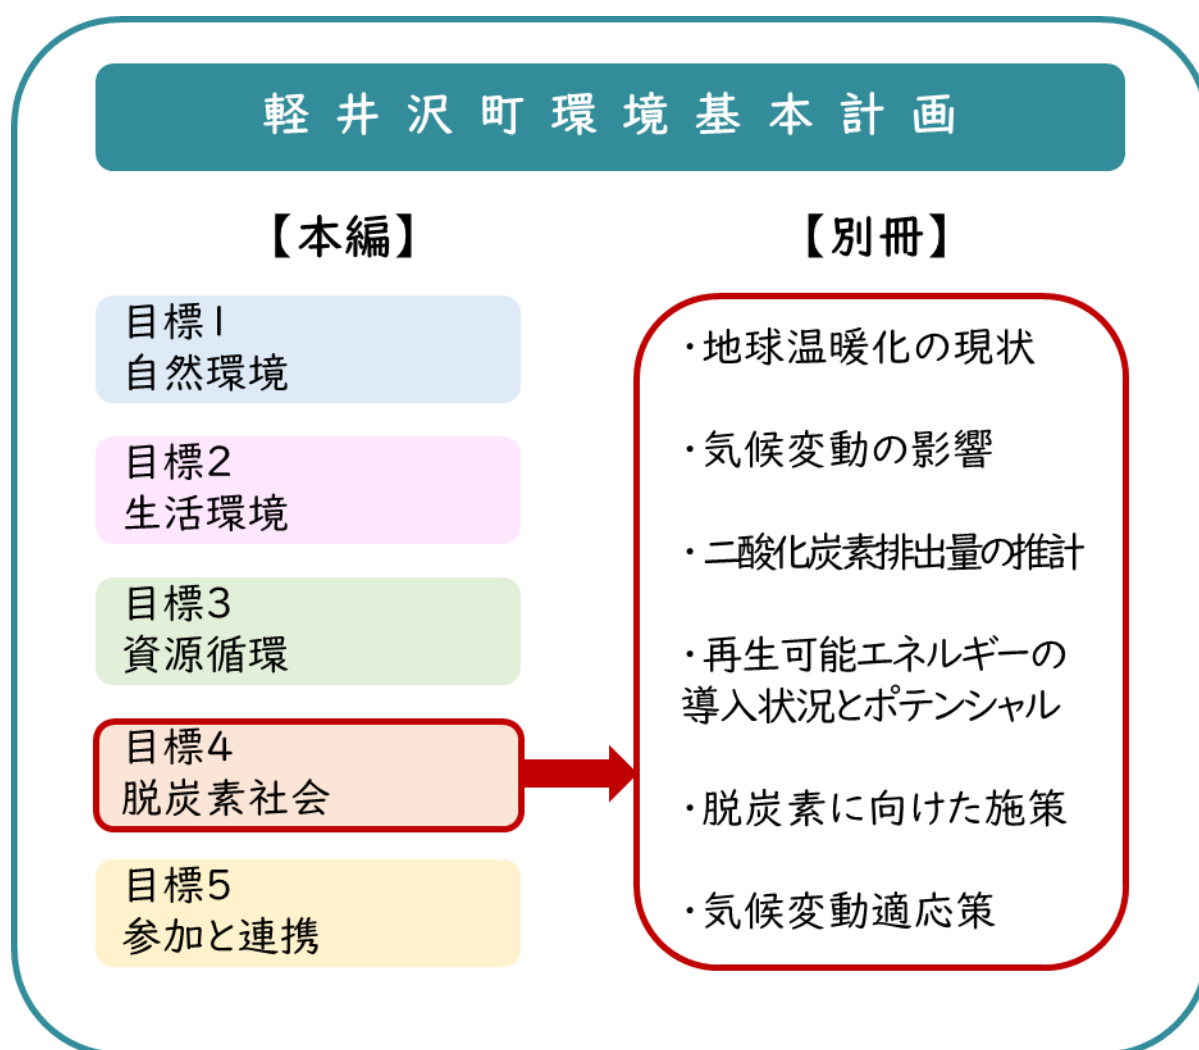 軽井沢町環境基本計画
【本編】
目標1
自然環境
目標2
生活環境
目標3
資源循環
目標4
脱炭素社会
目標5
参加と連携
【別冊】
・地球温暖化の現状
・気候変動の影響
・二酸化炭素排出量の推計
・再生可能エネルギーの
導入状況とポテンシャル
・脱炭素に向けた施策
・気候変動適応策